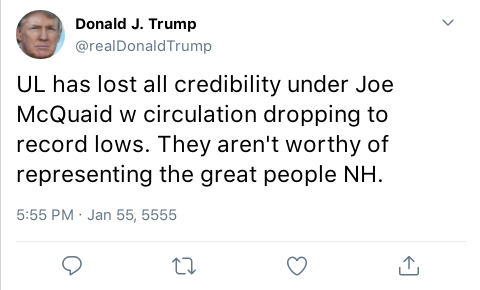 Donald J. Trump
@realDonaldTrump
UL has lost all credibility under Joe
McQuaid w circulation dropping to
record lows. They aren't worthy of
representing the great people NH.
5:55 PM · Jan 55, 5555